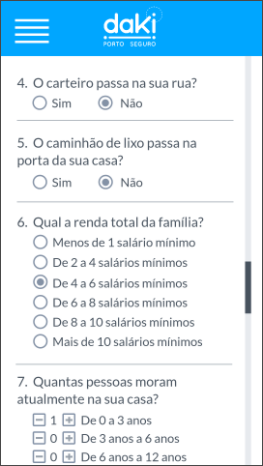 daki
PORTO SEGURO
4. O carteiro passa na sua rua?
Sim Não
5. O caminhão de lixo passa na
porta da sua casa?
Sim Não
6. Qual a renda total da família?
Menos de 1 salário mínimo
De 2 a 4 salários mínimos
De 4 a 6 salários mínimos
De 6 a 8 salários mínimos
De 8 a 10 salários mínimos
Mais de 10 salários mínimos
7. Quantas pessoas moram
atualmente na sua casa?
1 De 0 a 3 anos
0 De 3 anos a 6 anos
0 De 6 anos a 12 anos